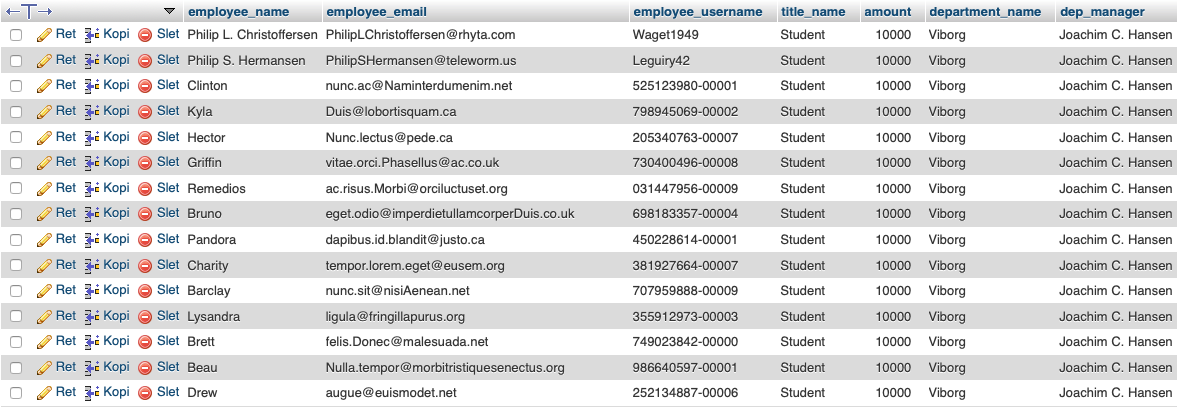 employee_name employee_email employee_username title_name amount department_name dep_manager
Ret Kopi Slet Philip L. Christoffersen PhilipLChristoffersen@rhyta.com Waget1949 Student 10000 Viborg Joachim C. Hansen
Ret Kopi Slet Philip S. Hermansen PhilipSHermansen@teleworm.us Leguiry42 Student 10000 Viborg Joachim C. Hansen
Ret Kopi Slet Clinton nunc.ac@Naminterdumenim.net 525123980-00001 Student 10000 Viborg Joachim C. Hansen
Ret Kopi Slet Kyla Duis@lobortisquam.ca 798945069-00002 Student 10000 Viborg Joachim C. Hansen
Ret Kopi Slet Hector Nunc.lectus@pede.ca 205340763-00007 Student 10000 Viborg Joachim C. Hansen
Ret Kopi Slet Griffin vitae.orci.Phasellus@ac.co.uk 730400496-00008 Student 10000 Viborg Joachim C. Hansen
Ret Kopi Slet Remedios ac.risus.Morbi@orciluctuset.org 031447956-00009 Student 10000 Viborg Joachim C. Hansen
Ret Kopi Slet Bruno eget.odio@imperdietullamcorperDuis.co.uk 698183357-00004 Student 10000 Viborg Joachim C. Hansen
Ret Kopi Slet Pandora dapibus.id.blandit@justo.ca 450228614-00001 Student 10000 Viborg Joachim C. Hansen
Ret Kopi Slet Charity tempor.lorem.eget@eusem.org 381927664-00007 Student 10000 Viborg Joachim C. Hansen
Ret Kopi Slet Barclay nunc.sit@nisiAenean.net 707959888-00009 Student 10000 Viborg Joachim C. Hansen
Ret Kopi Slet Lysandra ligula@fringillapurus.org 355912973-00003 Student 10000 Viborg Joachim C. Hansen
Ret Kopi Slet Brett felis.Donec@malesuada.net 749023842-00000 Student 10000 Viborg Joachim C. Hansen
Ret Kopi Slet Beau Nulla.tempor@morbitristiquesenectus.org 986640597-00001 Student 10000 Viborg Joachim C. Hansen
Ret Kopi Slet Drew augue@euismodet.net 252134887-00006 Student 10000 Viborg Joachim C. Hansen